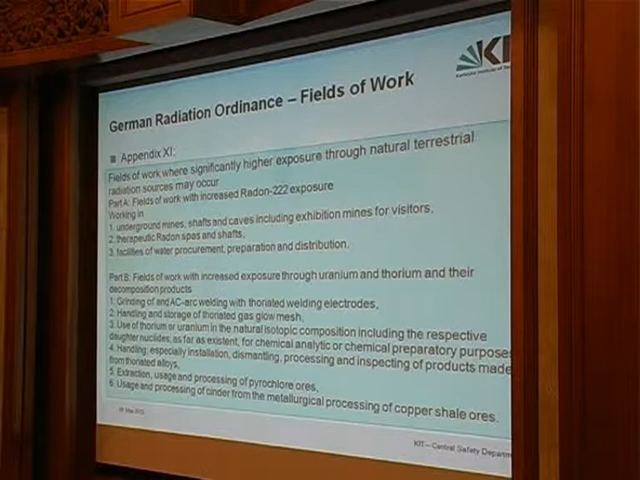 KI
German Radiation Ordinance – Fields of Work
Appendix XI:
Fields of work where significantly higher exposure through natural terrestrial
radiation sources may occur
Part A: Fields of work with increased Radon-222 exposure
Working in
1. underground mines, shafts and caves including exhibition mines for visitors,
2. therapeutic Radon spas and shafts,
3. facilities of water procurement, preparation and distribution.
Part B: Fields of work with increased exposure through uranium and thorium and their
decomposition products
1. Grinding of and AC–arc welding with thoriated welding electrodes,
2. Handling and storage of thoriated gas glow mesh,
3. Use of thorium or uranium in the natural isotopic composition including the respective
daughter nuclides, as far as existent, for chemical analytic or chemical preparatory purposes
4. Handling, especially installation, dismantling, processing and inspecting of products made
from thoriated alloys,
5. Extraction, usage and processing of pyrochlore ores,
6. Usage and processing of cinder from the metallurgical processing of copper shale ores.
KIT – Central Safety Departm